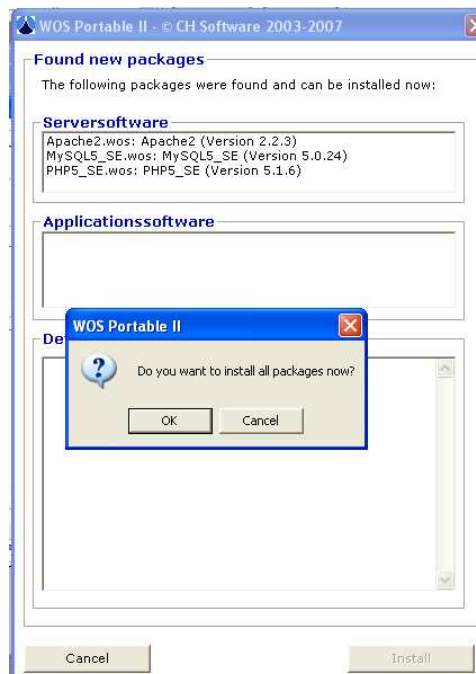 WOS Portable II - © CH Software 2003-2007
Found new packages
The following packages were found and can be installed now:
Serversoftware
Apache2.wos: Apache2 (Version 2.2.3)
MySQL5_SE.wos: MySQL5_SE (Version 5.0.24)
PHP5_SE.wos: PHP5_SE (Version 5.1.6)
Applicationssoftware
WOS Portable II
De
Do you want to install all packages now?
OK Cancel
Cancel Install